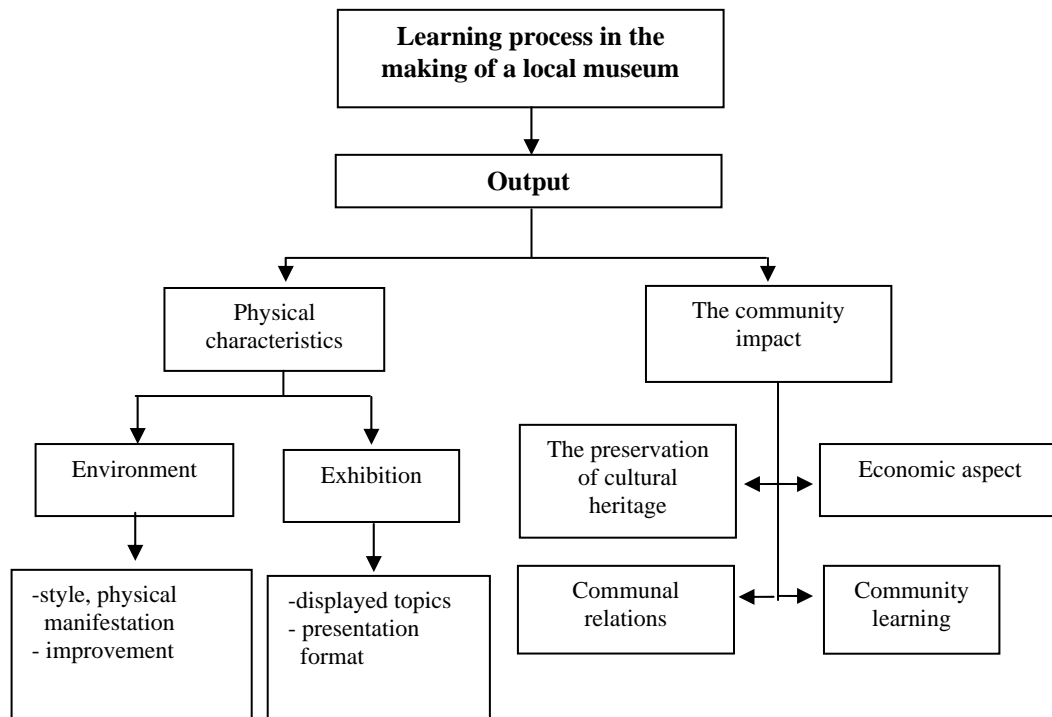 Learning process in the
making of a local museum
Output
Physical
characteristics
The community
impact
Environment
Exhibition
The preservation
of cultural
heritage
Economic aspect
-style, physical
manifestation
- improvement
-displayed topics
- presentation
format
Communal
relations
Community
learning